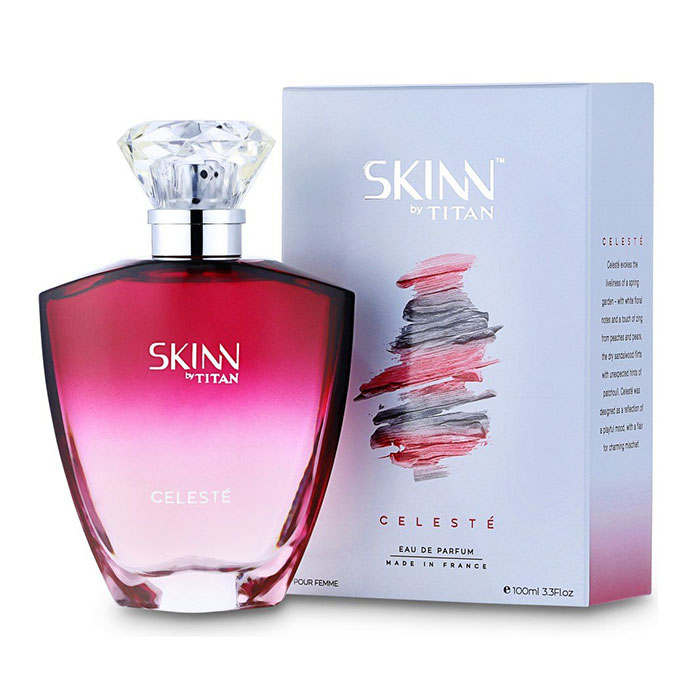 SKINN
by TITAN
CELESTÉ
SKINN™
by TITAN
CELESTÉ
EAU DE PARFUM
MADE IN FRANCE
POUR FEMME
e100ml 3.3Fl.oz
CELESTÉ
Celesté evokes the
liveliness of a spring
garden - with white floral
notes and a touch of zing
from peaches and pears,
the dry sandalwood flirts
with unexpected hints of
patchouli. Celesté was
designed as a reflection of
a playful mood, with a flair
for charming mischief.